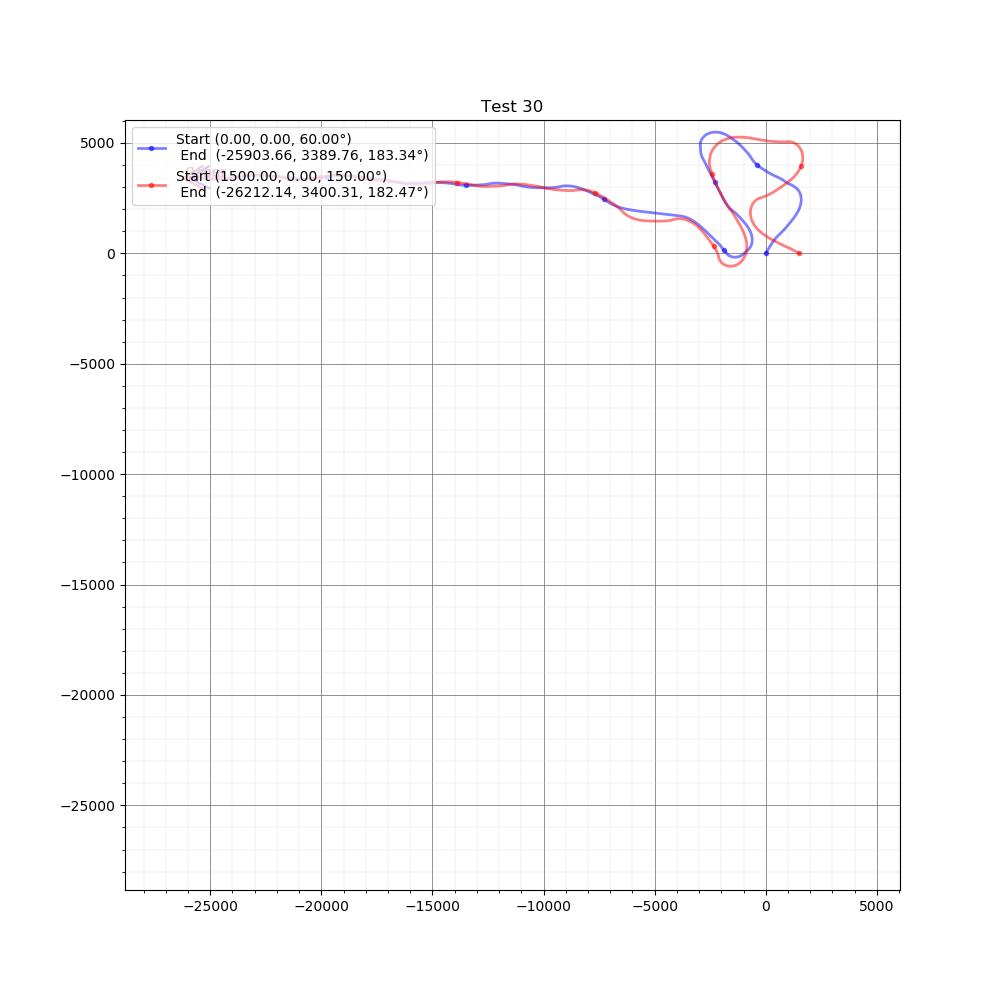 Test 30
Start (0.00, 0.00, 60.00°)
End (-25903.66, 3389.76, 183.34°)
Start (1500.00, 0.00, 150.00°)
End (-26212.14, 3400.31, 182.47°)
5000
0
−5000
−10000
−15000
−20000
−25000
−25000 −20000 −15000 −10000 −5000 0 5000